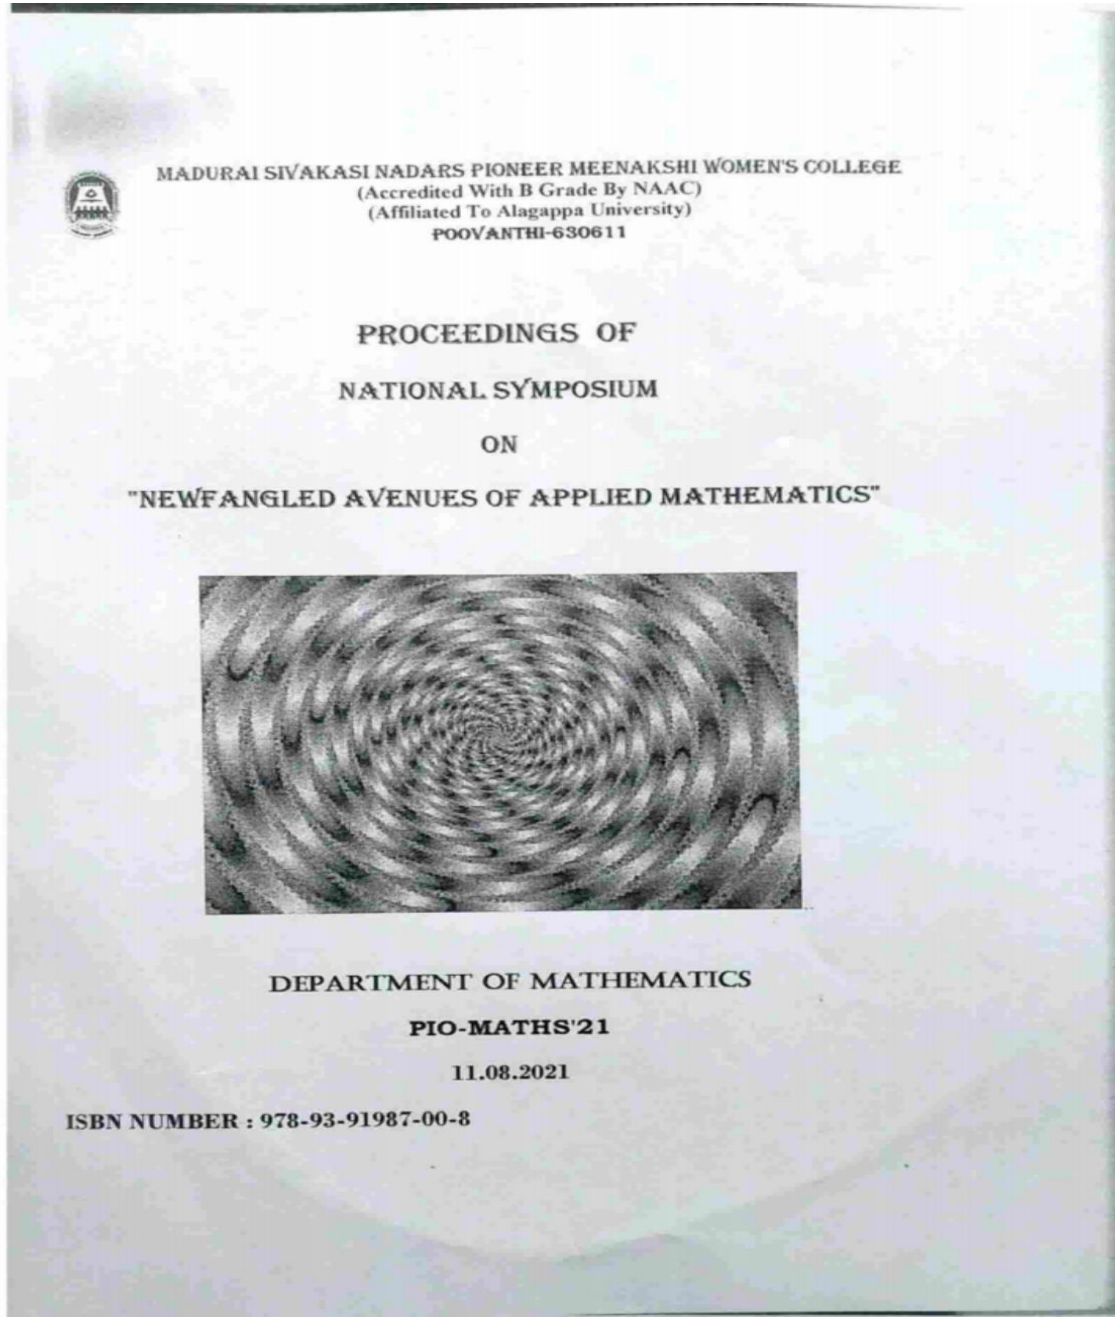 MADURAI SIVAKASI NADARS PIONEER MEENAKSHI WOMEN'S COLLEGE
(Accredited With B Grade By NAAC)
(Affiliated To Alagappa University)
POOVANTHI-630611
PROCEEDINGS OF
NATIONAL SYMPOSIUM
ON
"NEWFANGLED AVENUES OF APPLIED MATHEMATICS"
DEPARTMENT OF MATHEMATICS
PIO-MATHS'21
11.08.2021
ISBN NUMBER : 978-93-91987-00-8